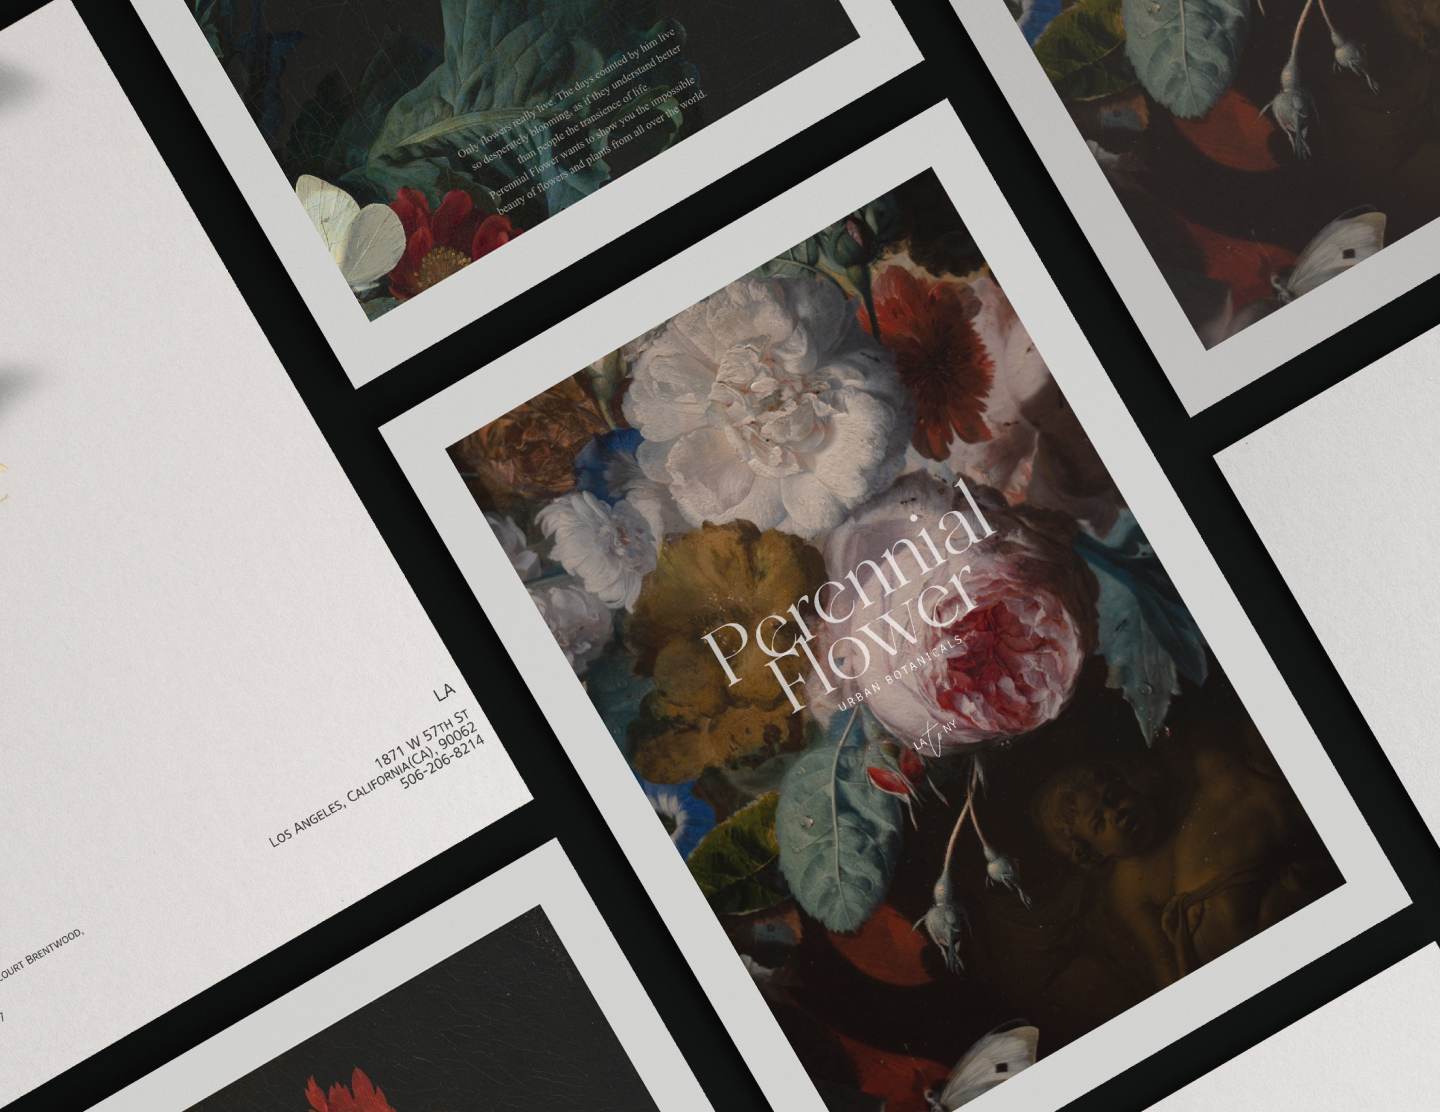 Only flowers really live. The days counted by him live
so desperately blooming, as if they understand better
than people the transience of life.
Perennial Flower wants to show you the impossible
beauty of flowers and plants from all over the world.
Perennial
Flower
URBAN BOTANICALS
LA NY
LA
1871 W 57TH ST
LOS ANGELES, CALIFORNIA(CA), 90062
506-206-8214
COURT BRENTWOOD,
7